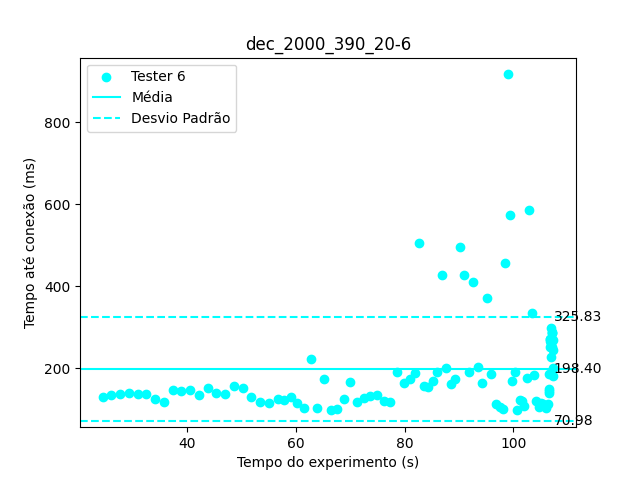 dec_2000_390_20-6
Tester 6
Média
Desvio Padrão
Tempo até conexão (ms)
800
600
400
200
325.83
198.40
70.98
40
60
80
100
Tempo do experimento (s)